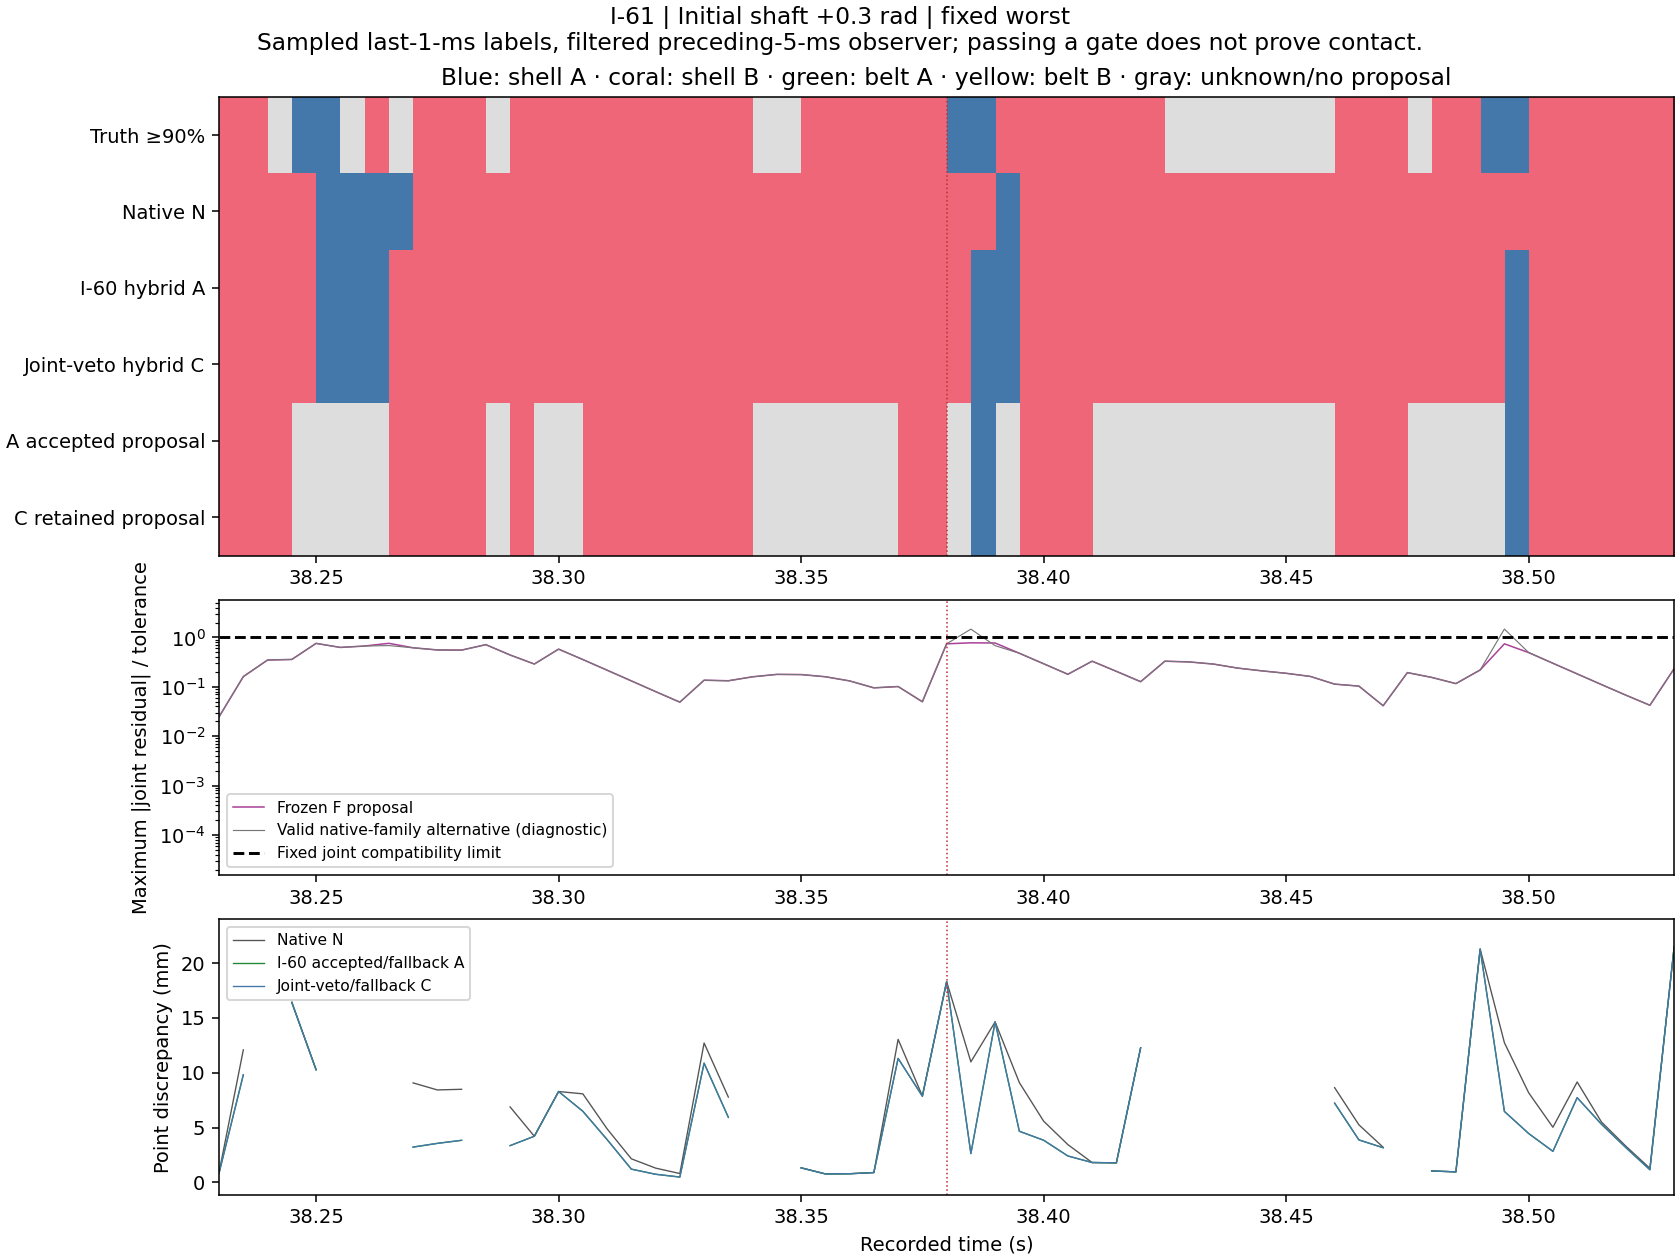 I-61 | Initial shaft +0.3 rad | fixed worst
Sampled last-1-ms labels, filtered preceding-5-ms observer; passing a gate does not prove contact.
Blue: shell A · coral: shell B · green: belt A · yellow: belt B · gray: unknown/no proposal
Truth ≥90%
Native N
I-60 hybrid A
Joint-veto hybrid C
A accepted proposal
C retained proposal
38.25 38.30 38.35 38.40 38.45 38.50
Maximum |joint residual| / tolerance
10⁰
10⁻¹
10⁻²
10⁻³
10⁻⁴
Frozen F proposal
Valid native-family alternative (diagnostic)
Fixed joint compatibility limit
38.25 38.30 38.35 38.40 38.45 38.50
Point discrepancy (mm)
20
15
10
5
0
Native N
I-60 accepted/fallback A
Joint-veto/fallback C
38.25 38.30 38.35 38.40 38.45 38.50
Recorded time (s)